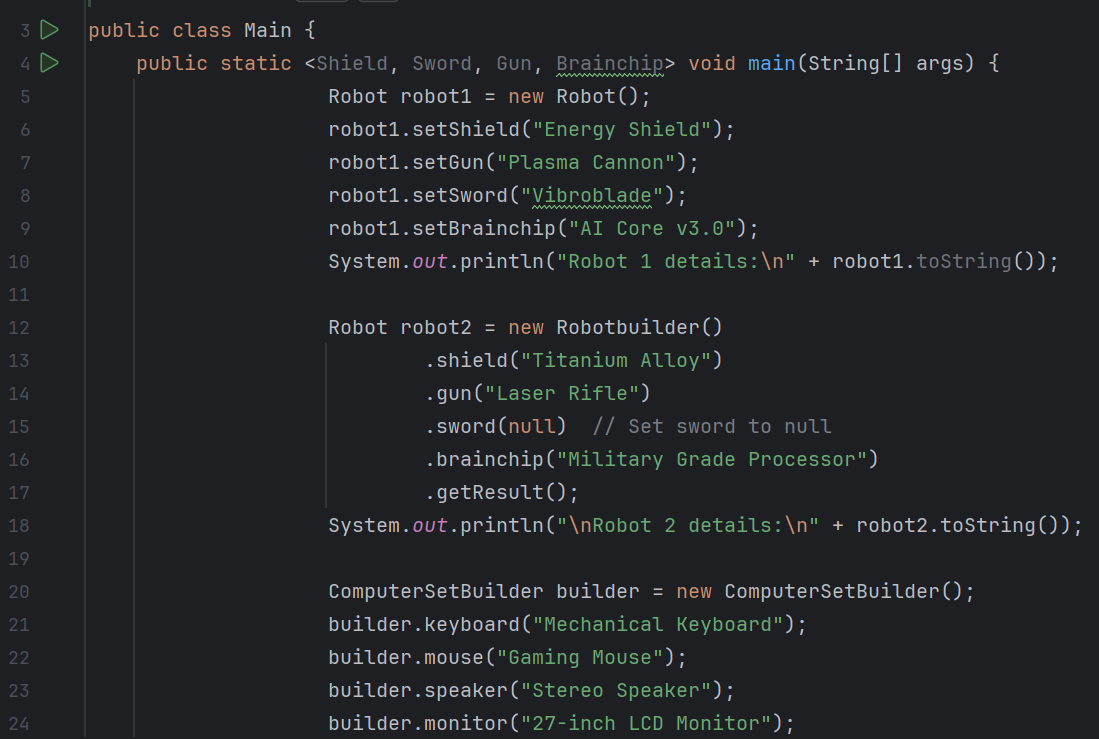 3 public class Main {
4 public static <Shield, Sword, Gun, Brainchip> void main(String[] args) {
5 Robot robot1 = new Robot();
6 robot1.setShield("Energy Shield");
7 robot1.setGun("Plasma Cannon");
8 robot1.setSword("Vibroblade");
9 robot1.setBrainchip("AI Core v3.0");
10 System.out.println("Robot 1 details:\n" + robot1.toString());
11
12 Robot robot2 = new Robotbuilder()
13 .shield("Titanium Alloy")
14 .gun("Laser Rifle")
15 .sword(null)  // Set sword to null
16 .brainchip("Military Grade Processor")
17 .getResult();
18 System.out.println("\nRobot 2 details:\n" + robot2.toString());
19
20 ComputerSetBuilder builder = new ComputerSetBuilder();
21 builder.keyboard("Mechanical Keyboard");
22 builder.mouse("Gaming Mouse");
23 builder.speaker("Stereo Speaker");
24 builder.monitor("27-inch LCD Monitor");